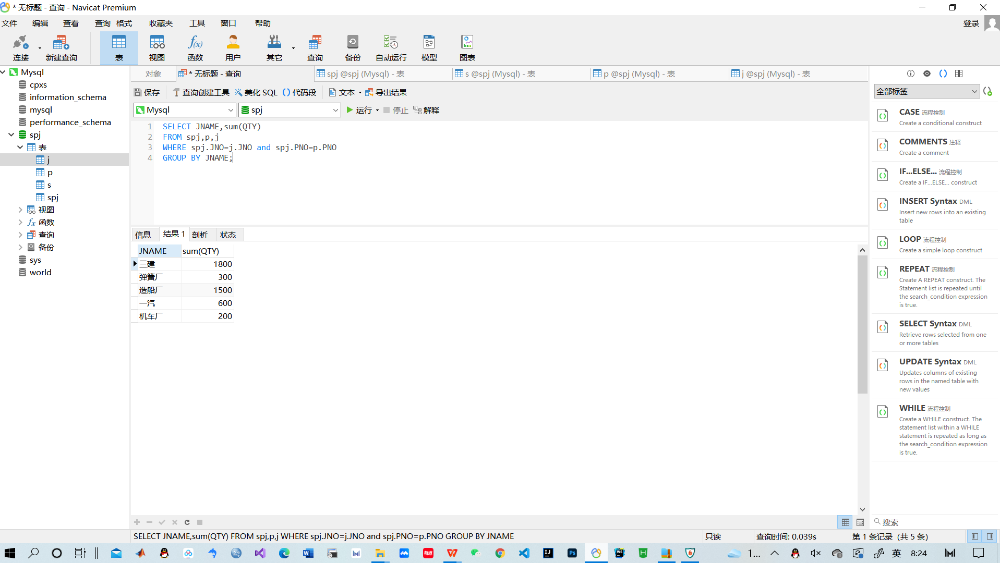 * 无标题 - 查询 - Navicat Premium
文件 编辑 查看 查询 格式 收藏夹 工具 窗口 帮助 登录
连接 新建查询 表 视图 函数 用户 其它 查询 备份 自动运行 模型 图表
Mysql
cpxs
information_schema
mysql
performance_schema
spj
表
j
p
s
spj
视图
函数
查询
备份
sys
world
对象 * 无标题 - 查询 spj @spj (Mysql) - 表 s @spj (Mysql) - 表 p @spj (Mysql) - 表 j @spj (Mysql) - 表
保存 查询创建工具 美化 SQL 代码段 文本 导出结果
Mysql spj 运行 停止 解释
1 SELECT JNAME,sum(QTY)
2 FROM spj,p,j
3 WHERE spj.JNO=j.JNO and spj.PNO=p.PNO
4 GROUP BY JNAME;
信息 结果 1 剖析 状态
JNAME sum(QTY)
三建 1800
弹簧厂 300
造船厂 1500
一汽 600
机车厂 200
全部标签
CASE 流程控制
Create a conditional construct
COMMENTS 注释
Create a comment
IF...ELSE... 流程控制
Create a IF...ELSE... construct
INSERT Syntax DML
Insert new rows into an existing
table
LOOP 流程控制
Create a simple loop construct
REPEAT 流程控制
Create A REPEAT construct. The
Statement list is repeated until
the search_condition expression
is true.
SELECT Syntax DML
Retrieve rows selected from one
or more tables
UPDATE Syntax DML
Updates columns of existing
rows in the named table with
new values
WHILE 流程控制
Create a WHILE construct. The
statement list within a WHILE
statement is repeated as long as
the search_condition expression
is true.
搜索
SELECT JNAME,sum(QTY) FROM spj,p,j WHERE spj.JNO=j.JNO and spj.PNO=p.PNO GROUP BY JNAME 只读 查询时间: 0.039s 第 1 条记录 (共 5 条)
1... 英 8:24